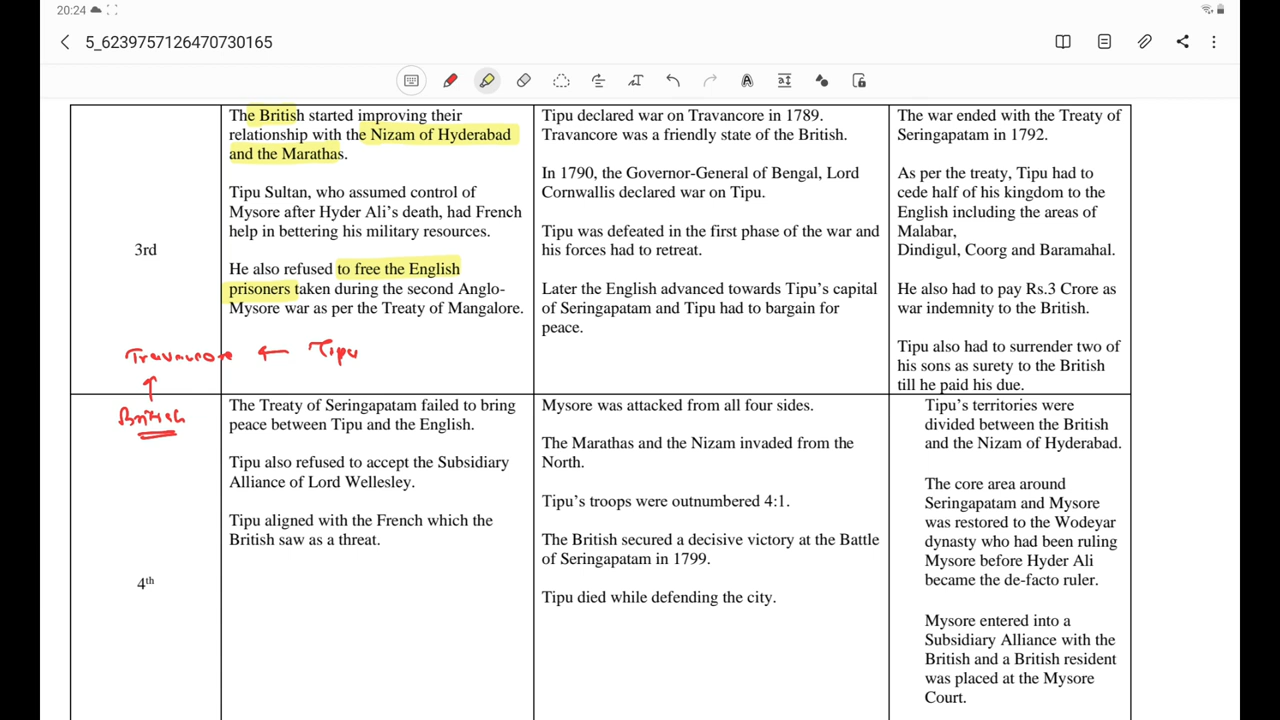 20:24
5_6239757126470730165
3rd
The British started improving their
relationship with the Nizam of Hyderabad
and the Marathas.
Tipu Sultan, who assumed control of
Mysore after Hyder Ali's death, had French
help in bettering his military resources.
He also refused to free the English
prisoners taken during the second Anglo-
Mysore war as per the Treaty of Mangalore.
Tipu declared war on Travancore in 1789.
Travancore was a friendly state of the British.
In 1790, the Governor-General of Bengal, Lord
Cornwallis declared war on Tipu.
Tipu was defeated in the first phase of the war and
his forces had to retreat.
Later the English advanced towards Tipu's capital
of Seringapatam and Tipu had to bargain for
peace.
The war ended with the Treaty of
Seringapatam in 1792.
As per the treaty, Tipu had to
cede half of his kingdom to the
English including the areas of
Malabar,
Dindigul, Coorg and Baramahal.
He also had to pay Rs.3 Crore as
war indemnity to the British.
Tipu also had to surrender two of
his sons as surety to the British
till he paid his due.
Travancore ← Tipu
↑
British
4th
The Treaty of Seringapatam failed to bring
peace between Tipu and the English.
Tipu also refused to accept the Subsidiary
Alliance of Lord Wellesley.
Tipu aligned with the French which the
British saw as a threat.
Mysore was attacked from all four sides.
The Marathas and the Nizam invaded from the
North.
Tipu's troops were outnumbered 4:1.
The British secured a decisive victory at the Battle
of Seringapatam in 1799.
Tipu died while defending the city.
Tipu's territories were
divided between the British
and the Nizam of Hyderabad.
The core area around
Seringapatam and Mysore
was restored to the Wodeyar
dynasty who had been ruling
Mysore before Hyder Ali
became the de-facto ruler.
Mysore entered into a
Subsidiary Alliance with the
British and a British resident
was placed at the Mysore
Court.